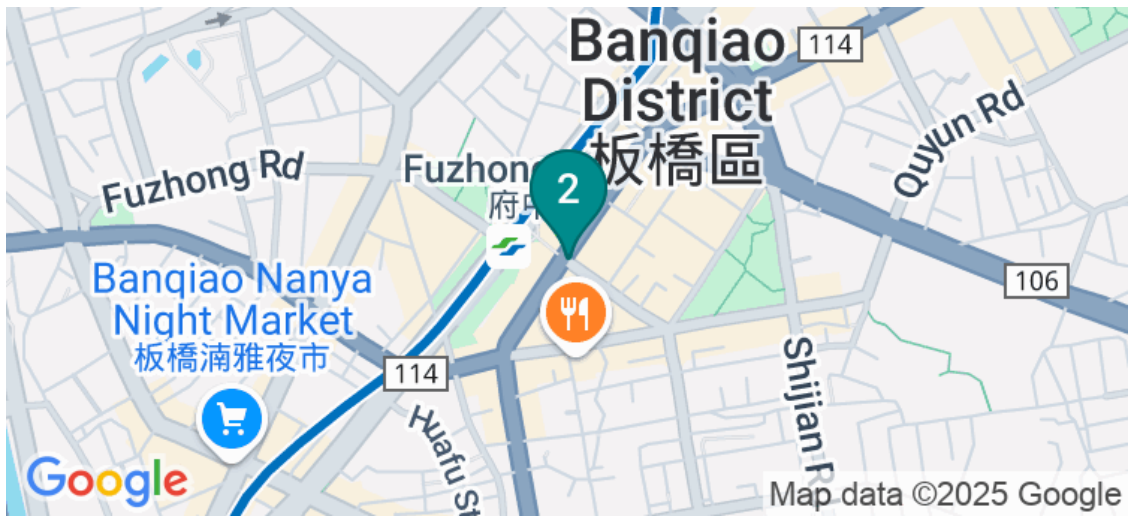 Banqiao
District
板橋區
114
Quyun Rd
Fuzhong Rd
Fuzhon
府中
2
106
Banqiao Nanya
Night Market
板橋湳雅夜市
114
Huafu St
Shijian R
Google
Map data ©2025 Google